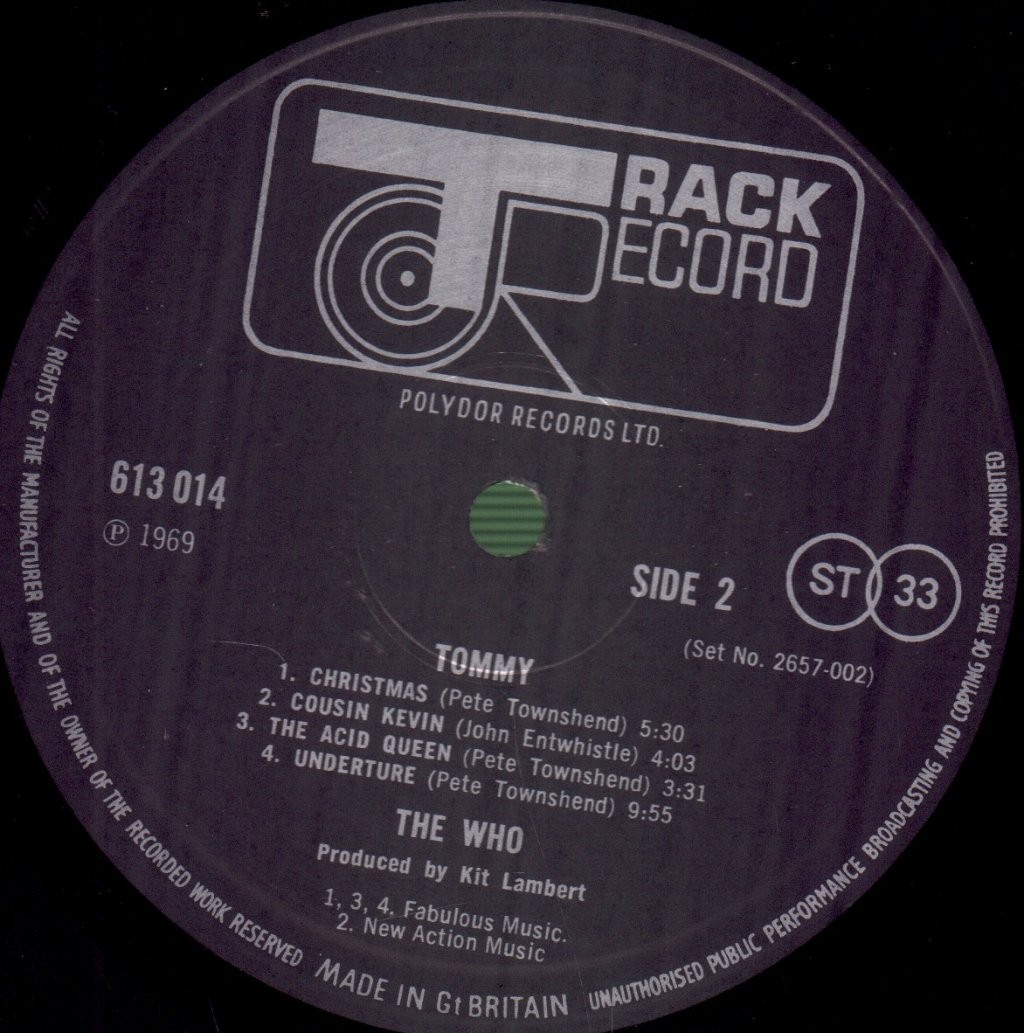 TRACK
RECORD
POLYDOR RECORDS LTD.
613 014
℗ 1969
SIDE 2
ST 33
(Set No. 2657-002)
TOMMY
1. CHRISTMAS (Pete Townshend) 5:30
2. COUSIN KEVIN (John Entwhistle) 4:03
3. THE ACID QUEEN (Pete Townshend) 3:31
4. UNDERTURE (Pete Townshend) 9:55
THE WHO
Produced by Kit Lambert
1, 3, 4. Fabulous Music.
2. New Action Music
ALL RIGHTS OF THE MANUFACTURER AND OF THE OWNER OF THE RECORDED WORK RESERVED
MADE IN Gt BRITAIN
UNAUTHORISED PUBLIC PERFORMANCE BROADCASTING AND COPYING OF THIS RECORD PROHIBITED